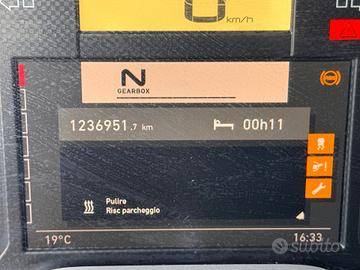 km/h
N
GEARBOX
1236951.7 km
00h11
Pulire
Risc parcheggio
19°C
16:33
subito